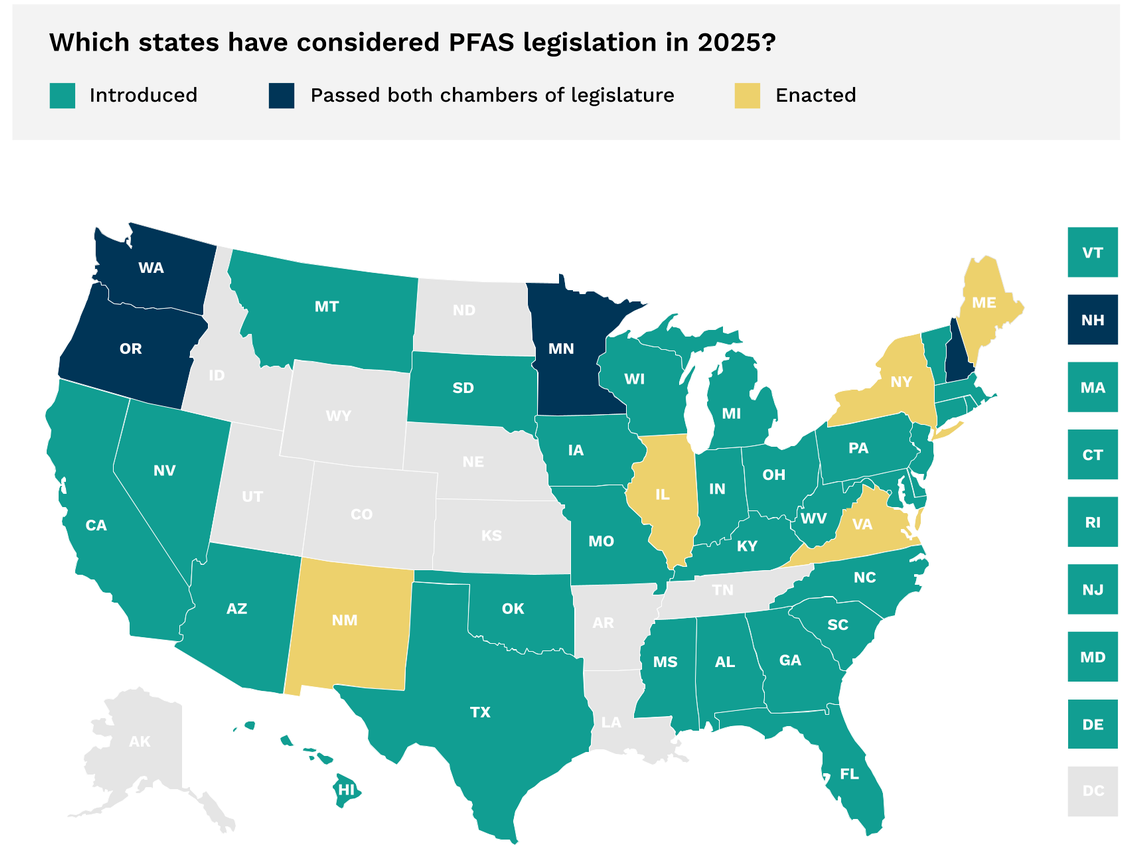 Which states have considered PFAS legislation in 2025?
Introduced Passed both chambers of legislature Enacted
VT
WA
ME
MT
ND
NH
OR
MN
ID
WI
NY
SD
MA
WY
MI
IA
PA
CT
NE
NV
OH
UT
IL
IN
CO
WV
VA
RI
CA
KS
MO
KY
NC
NJ
TN
AZ
OK
NM
AR
SC
MD
MS
AL
GA
TX
LA
DE
AK
FL
HI
DC